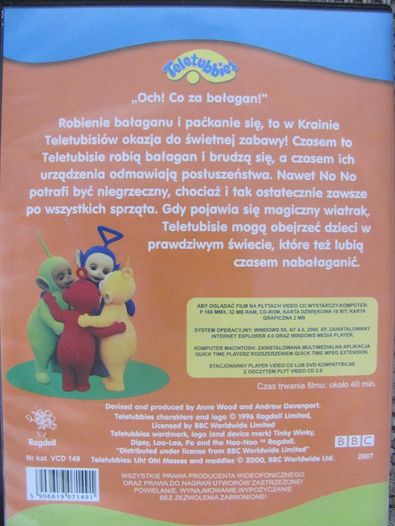 Teletubbies
„Och! Co za bałagan!"
Robienie bałaganu i paćkanie się, to w Krainie
Teletubisiów okazja do świetnej zabawy! Czasem to
Teletubisie robią bałagan i brudzą się, a czasem ich
urządzenia odmawiają posłuszeństwa. Nawet No No
potrafi być niegrzeczny, chociaż i tak ostatecznie zawsze
po wszystkich sprząta. Gdy pojawia się magiczny wiatrak,
Teletubisie mogą obejrzeć dzieci w
prawdziwym świecie, które też lubią
czasem nabałaganić.
ABY OGLĄDAĆ FILM NA PŁYTACH VIDEO CD WYSTARCZY:KOMPUTER:
P 166 MMX, 32 MB RAM, CD-ROM, KARTA DŹWIĘKOWA 16 BIT, KARTA
GRAFICZNA 2 MB
SYSTEM OPERACYJNY; WINDOWS 9X, NT 4.0, 2000, XP, ZAINSTALOWANY
INTERNET EXPLORER 4.0 ORAZ WINDOWS MEDIA PLAYER.
KOMPUTER MACINTOSH: ZAINSTALOWANA MULTIMEDIALNA APLIKACJA
QUICK TIME PLAYERZ ROZSZERZENIEM QUICK TIME MPEG EXTENSION.
STACJONARNY PLAYER VIDEO CD LUB DVD KOMPATYBILNE
Z ODCZYTEM PŁYT VIDEO CD 2.0
Czas trwania filmu: około 40 min.
Devised and produced by Anne Wood and Andrew Davenport.
Teletubbies charakters and logo © 1996 Ragdoll Limited,
Licensed by BBC Worldwide Limited
Teletubbies wordmark, logo (and device mark) Tinky Winky,
Dipsy, Laa-Laa, Po and the Noo-Noo ™ Ragdoll.
"Distributed under license from BBC Worldwide Limited"
Teletubbies: Uh! Oh! Messes and meddles © 2000, BBC Worldwide Ltd.
Ragdoll
BBC
Nr kat. VCD 149
2007
WSZYSTKIE PRAWA PRODUCENTA WIDEOFONICZNEGO
ORAZ PRAWA DO NAGRAŃ UTWORÓW ZASTRZEŻONE!
POWIELANIE, WYNAJMOWANIE,WYPOŻYCZANIE
BEZ ZEZWOLENIA ZABRONIONE!
5 906619 071491